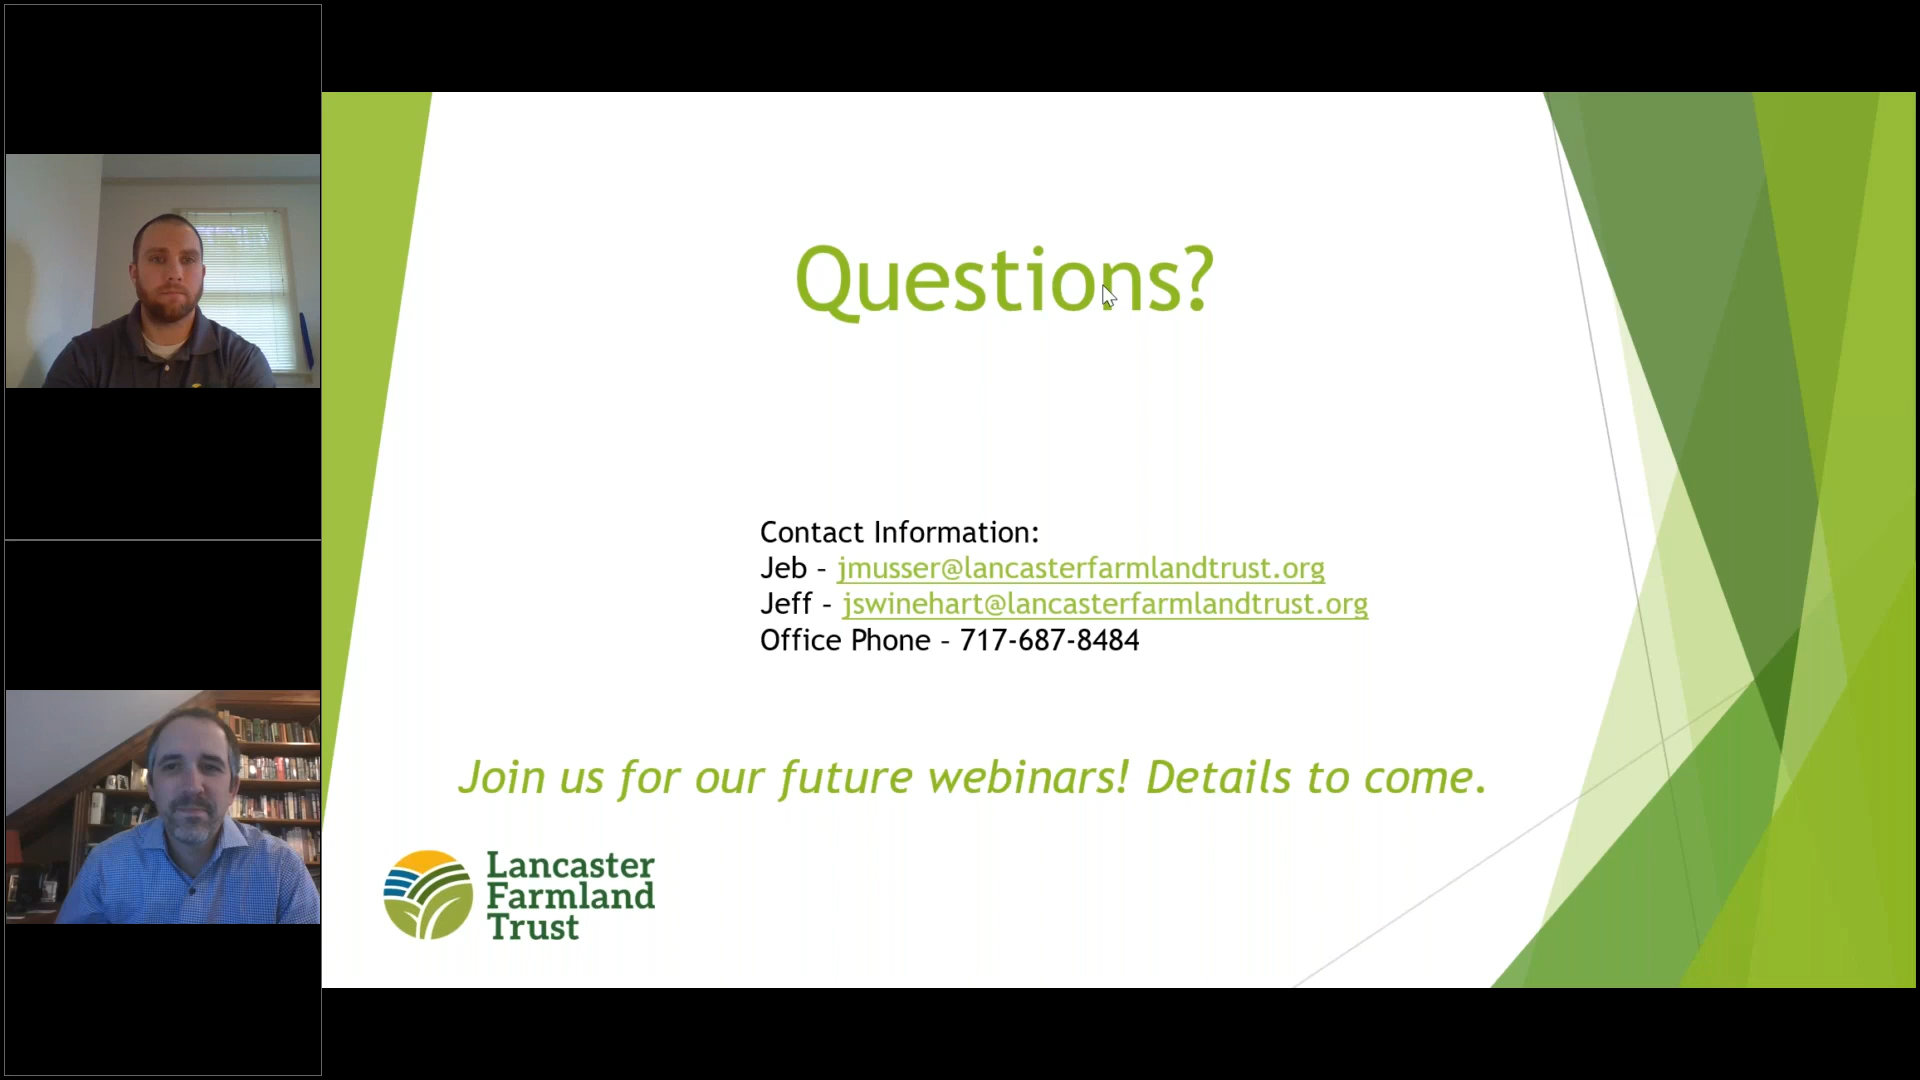 Questions?
Contact Information:
Jeb – jmusser@lancasterfarmlandtrust.org
Jeff – jswinehart@lancasterfarmlandtrust.org
Office Phone – 717-687-8484
Join us for our future webinars! Details to come.
Lancaster
Farmland
Trust